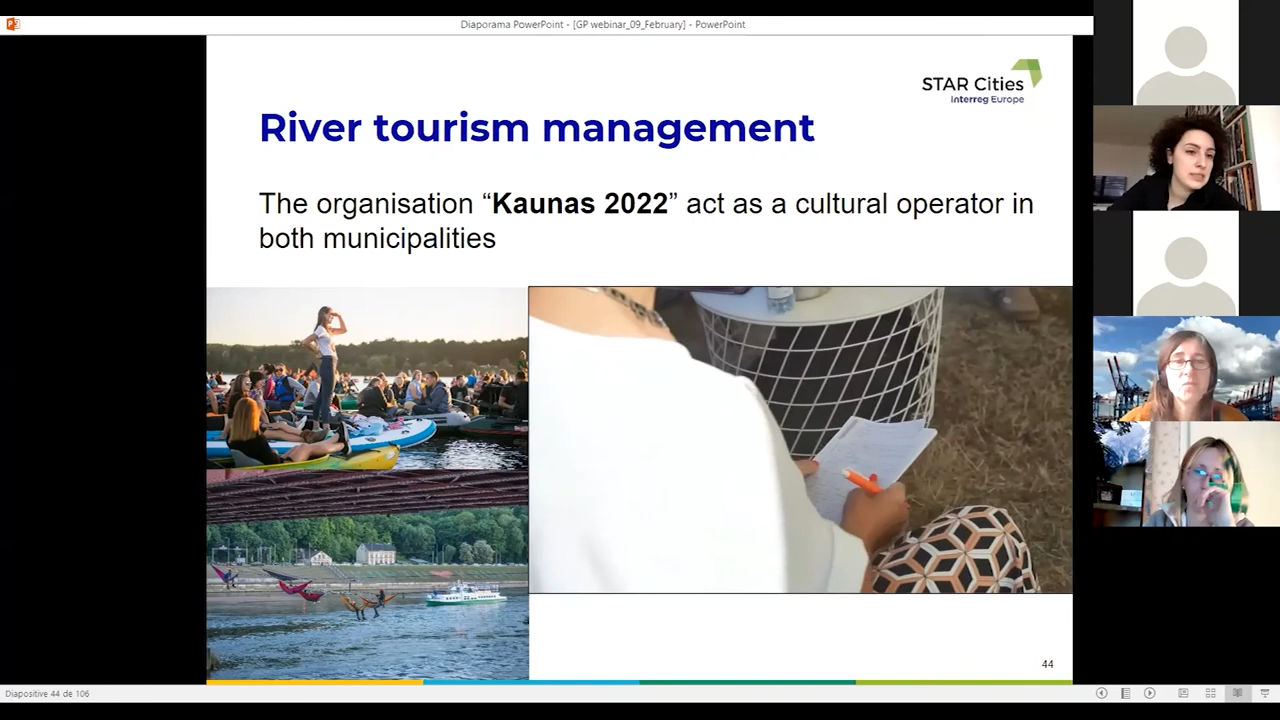 Diaporama PowerPoint - [GP webinar_09_February] - PowerPoint
STAR Cities
Interreg Europe
River tourism management
The organisation “Kaunas 2022” act as a cultural operator in
both municipalities
44
Diapositive 44 de 106